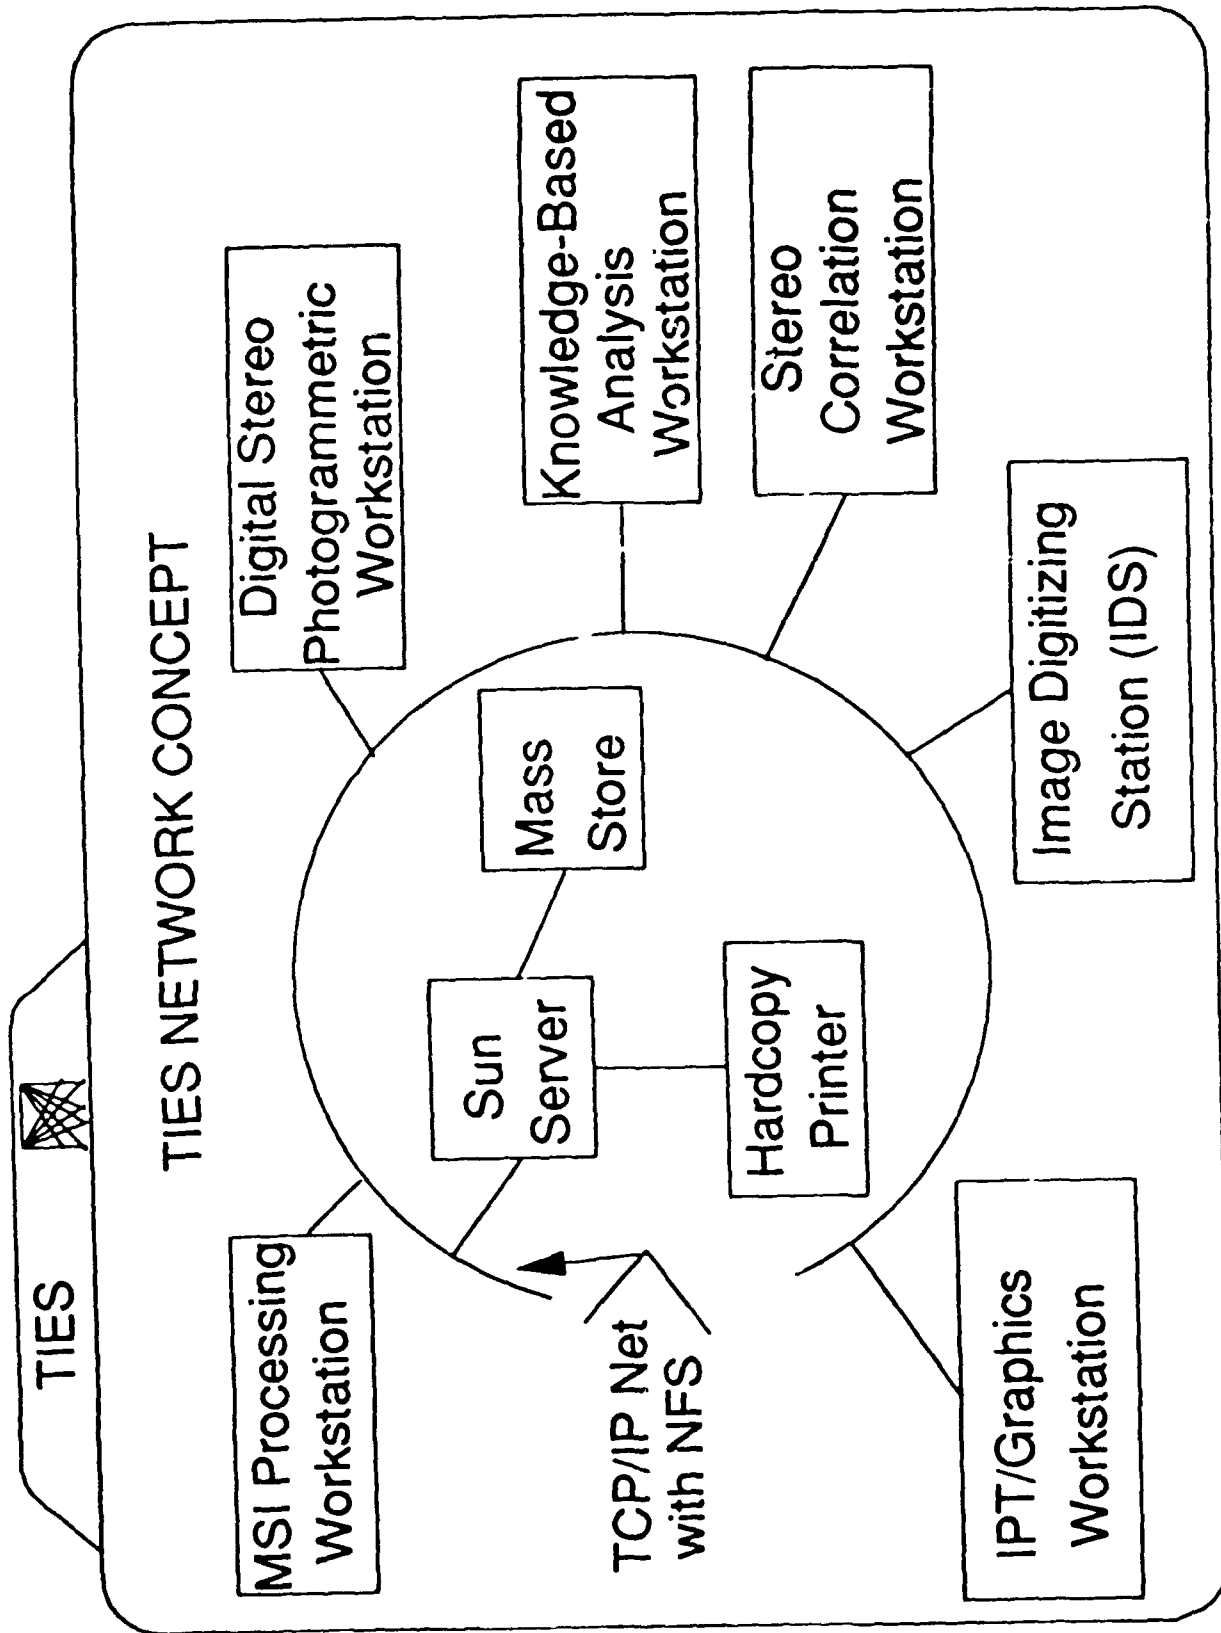 TIES
TIES NETWORK CONCEPT
MSI Processing
Workstation
Digital Stereo
Photogrammetric
Workstation
Sun
Server
Mass
Store
Knowledge-Based
Analysis
Workstation
TCP/IP Net
with NFS
Hardcopy
Printer
Stereo
Correlation
Workstation
IPT/Graphics
Workstation
Image Digitizing
Station (IDS)